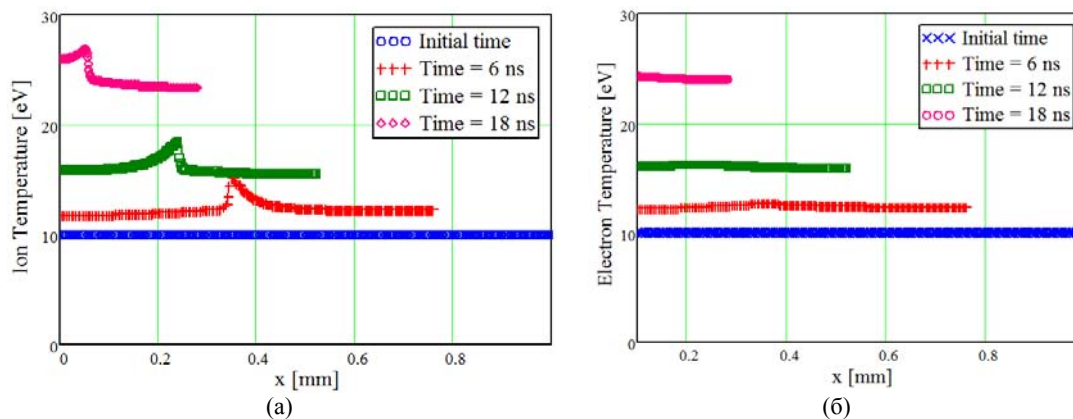 30
20
10
0
Ion Temperature [eV]
0
0.2
0.4
0.6
0.8
x [mm]
Initial time
Time = 6 ns
Time = 12 ns
Time = 18 ns
(а)
30
20
10
0
Electron Temperature [eV]
0.2
0.4
0.6
0.8
x [mm]
Initial time
Time = 6 ns
Time = 12 ns
Time = 18 ns
(б)